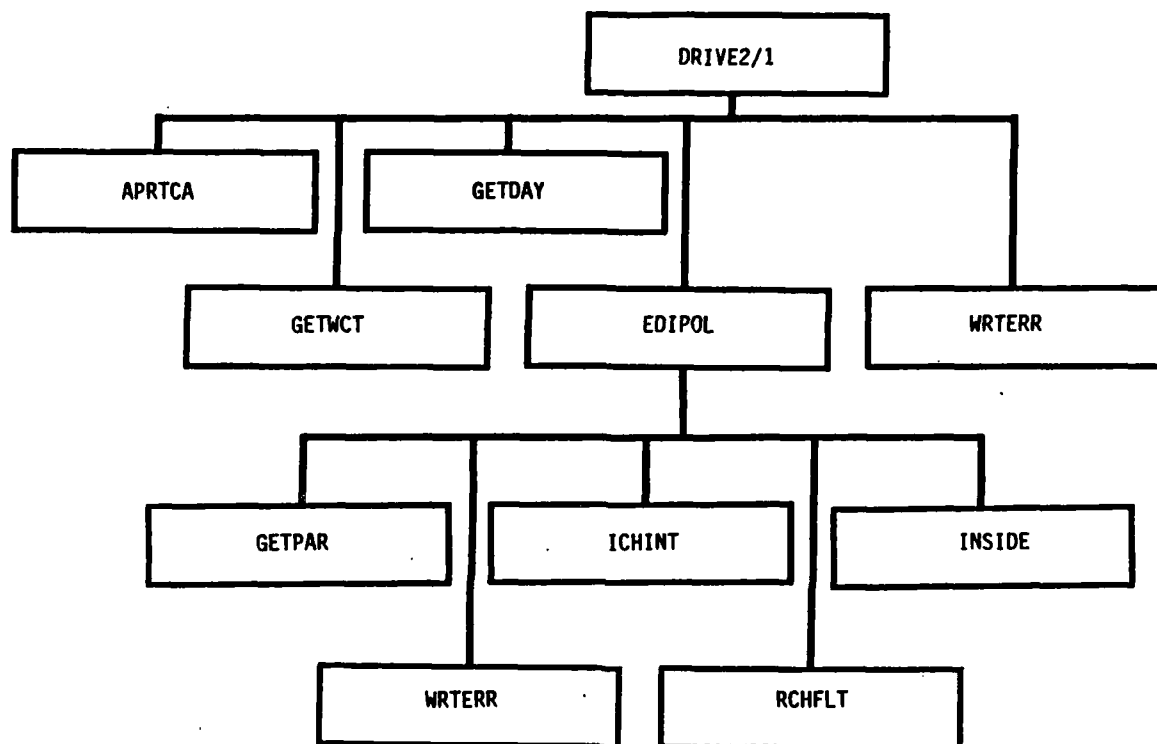 DRIVE2/1
APRTCA
GETDAY
GETWCT
EDIPOL
WRTERR
GETPAR
ICHINT
INSIDE
WRTERR
RCHFLT